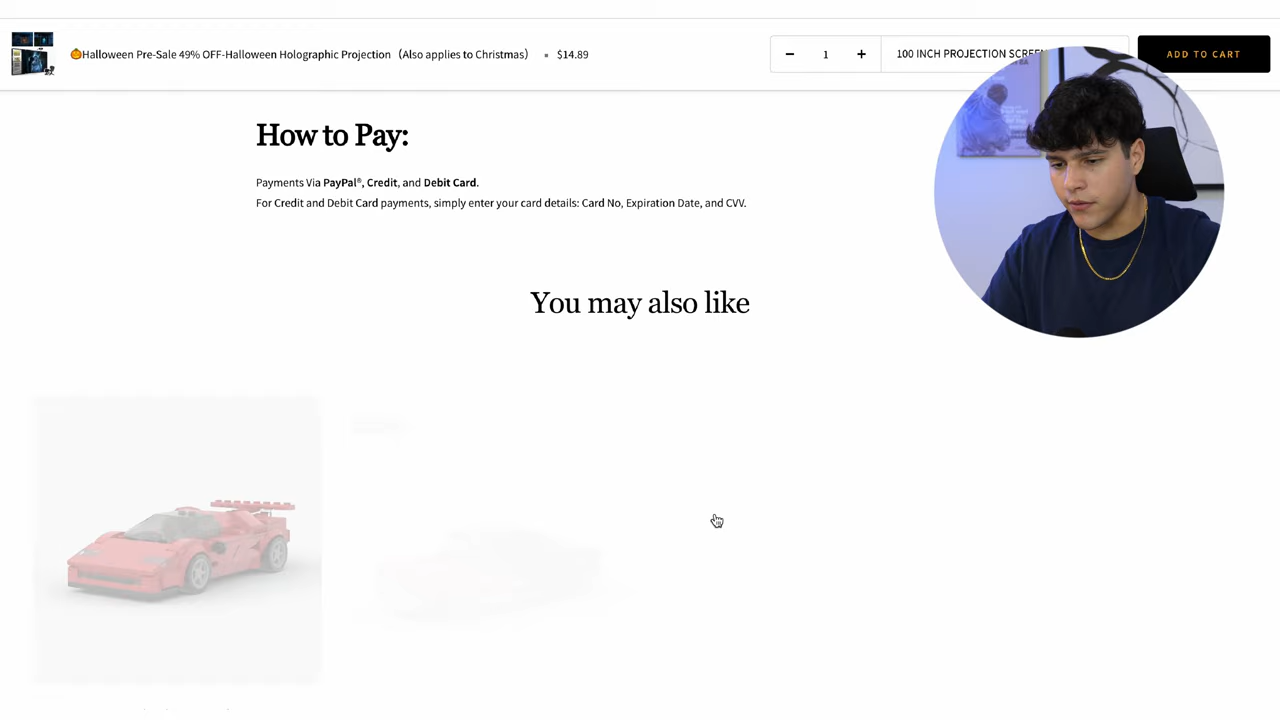 🎃Halloween Pre-Sale 49% OFF-Halloween Holographic Projection（Also applies to Christmas） ▪ $14.89
− 1 +
100 INCH PROJECTION SCREEN
ADD TO CART
How to Pay:
Payments Via PayPal®, Credit, and Debit Card.
For Credit and Debit Card payments, simply enter your card details: Card No, Expiration Date, and CVV.
You may also like